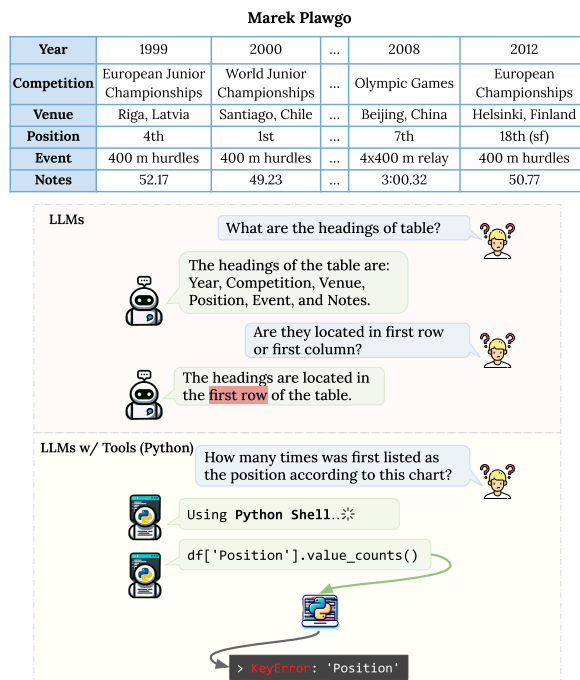 Marek Plawgo
Year 1999 2000 ... 2008 2012
Competition European Junior Championships World Junior Championships ... Olympic Games European Championships
Venue Riga, Latvia Santiago, Chile ... Beijing, China Helsinki, Finland
Position 4th 1st ... 7th 18th (sf)
Event 400 m hurdles 400 m hurdles ... 4x400 m relay 400 m hurdles
Notes 52.17 49.23 ... 3:00.32 50.77
LLMs
What are the headings of table?
The headings of the table are:
Year, Competition, Venue,
Position, Event, and Notes.
Are they located in first row
or first column?
The headings are located in
the first row of the table.
LLMs w/ Tools (Python)
How many times was first listed as
the position according to this chart?
Using Python Shell..
df['Position'].value_counts()
> KeyError: 'Position'